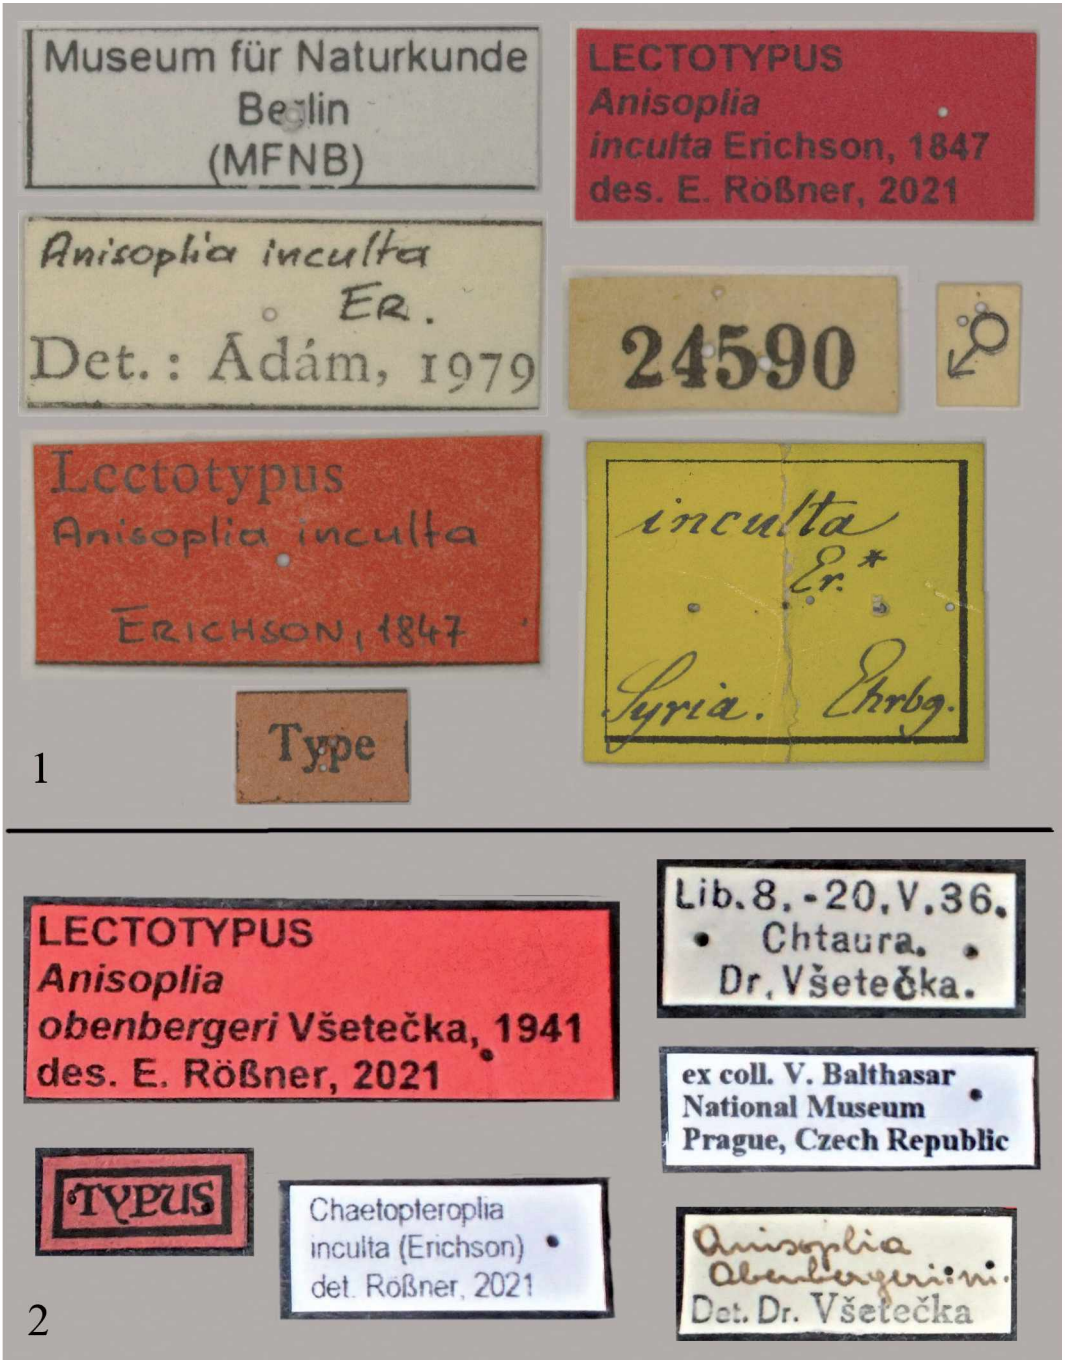 Museum für Naturkunde
Berlin
(MFNB)
LECTOTYPUS
Anisoplia
inculta Erichson, 1847
des. E. Rößner, 2021
Anisoplia inculta
ER.
Det.: Ádám, 1979
24590
♂
Lectotypus
Anisoplia inculta
ERICHSON, 1847
inculta
Er.*
Syria. Ehrbg.
Type
1
LECTOTYPUS
Anisoplia
obenbergeri Všetečka, 1941
des. E. Rößner, 2021
Lib.8.-20.V.36.
Chtaura.
Dr. Všetečka.
ex coll. V. Balthasar
National Museum
Prague, Czech Republic
TYPUS
Chaetopteroplia
inculta (Erichson)
det. Rößner, 2021
Anisoplia
Obenbergeri m.
Det. Dr. Všetečka
2